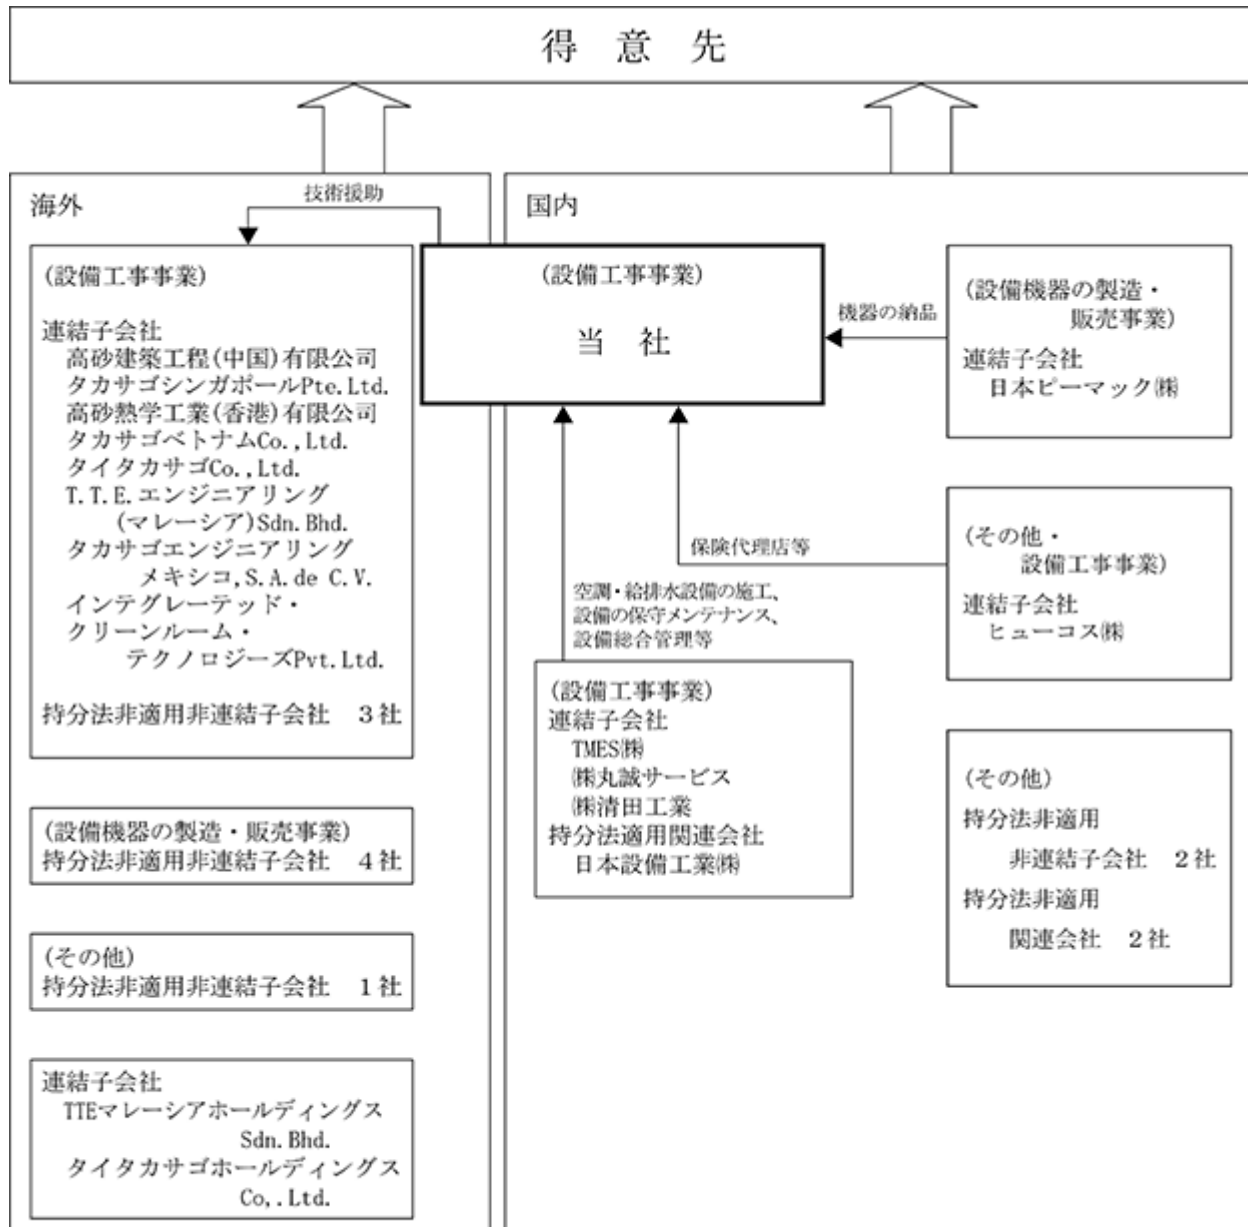 得 意 先
海外
技術援助
(設備工事事業)
連結子会社
高砂建築工程(中国)有限公司
タカサゴシンガポールPte.Ltd.
高砂熱学工業(香港)有限公司
タカサゴベトナムCo.,Ltd.
タイタカサゴCo.,Ltd.
T.T.E.エンジニアリング
(マレーシア)Sdn.Bhd.
タカサゴエンジニアリング
メキシコ,S.A.de C.V.
インテグレーテッド・
クリーンルーム・
テクノロジーズPvt.Ltd.
持分法非適用非連結子会社 3社
(設備機器の製造・販売事業)
持分法非適用非連結子会社 4社
(その他)
持分法非適用非連結子会社 1社
連結子会社
TTEマレーシアホールディングス
Sdn.Bhd.
タイタカサゴホールディングス
Co,.Ltd.
国内
(設備工事事業)
当 社
機器の納品
(設備機器の製造・
販売事業)
連結子会社
日本ピーマック㈱
保険代理店等
(その他・
設備工事事業)
連結子会社
ヒューコス㈱
空調・給排水設備の施工、
設備の保守メンテナンス、
設備総合管理等
(設備工事事業)
連結子会社
TMES㈱
㈱丸誠サービス
㈱清田工業
持分法適用関連会社
日本設備工業㈱
(その他)
持分法非適用
非連結子会社 2社
持分法非適用
関連会社 2社